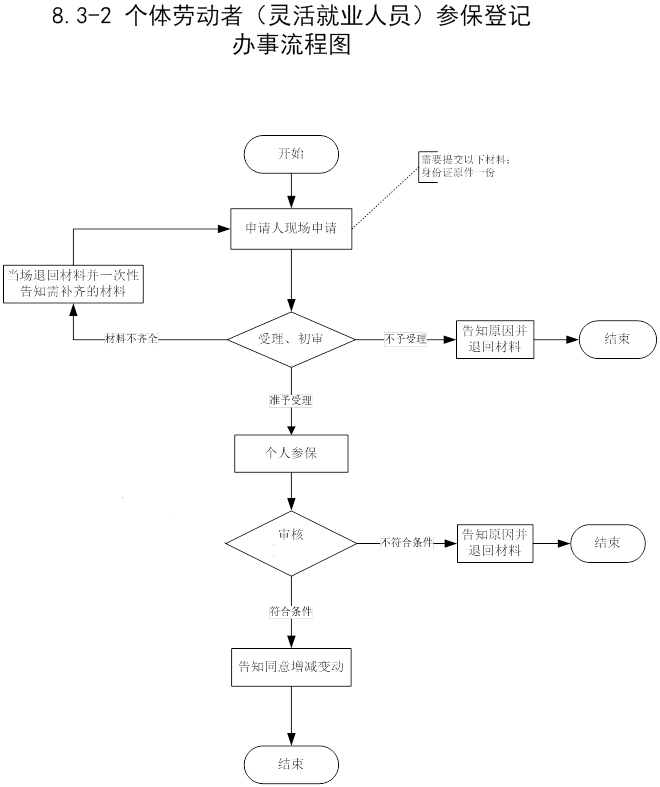 8.3-2 个体劳动者（灵活就业人员）参保登记
办事流程图
开始
需要提交以下材料：
身份证原件一份
申请人现场申请
当场退回材料并一次性
告知需补齐的材料
材料不齐全
受理、初审
不予受理
告知原因并
退回材料
结束
准予受理
个人参保
审核
不符合条件
告知原因并
退回材料
结束
符合条件
告知同意增减变动
结束